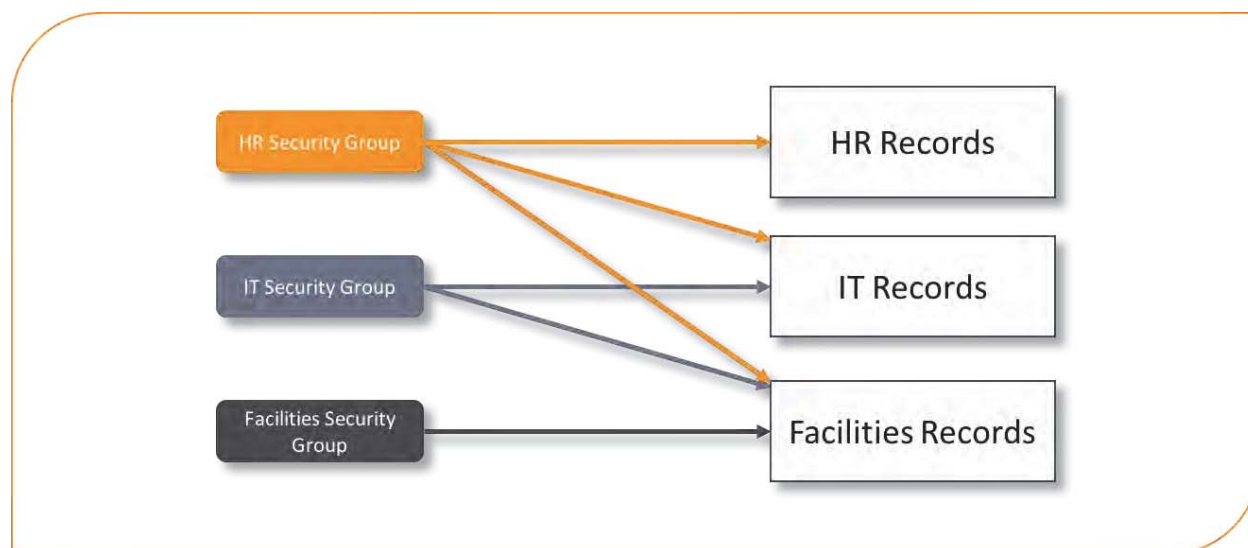 HR Security Group
HR Records
IT Security Group
IT Records
Facilities Security
Group
Facilities Records